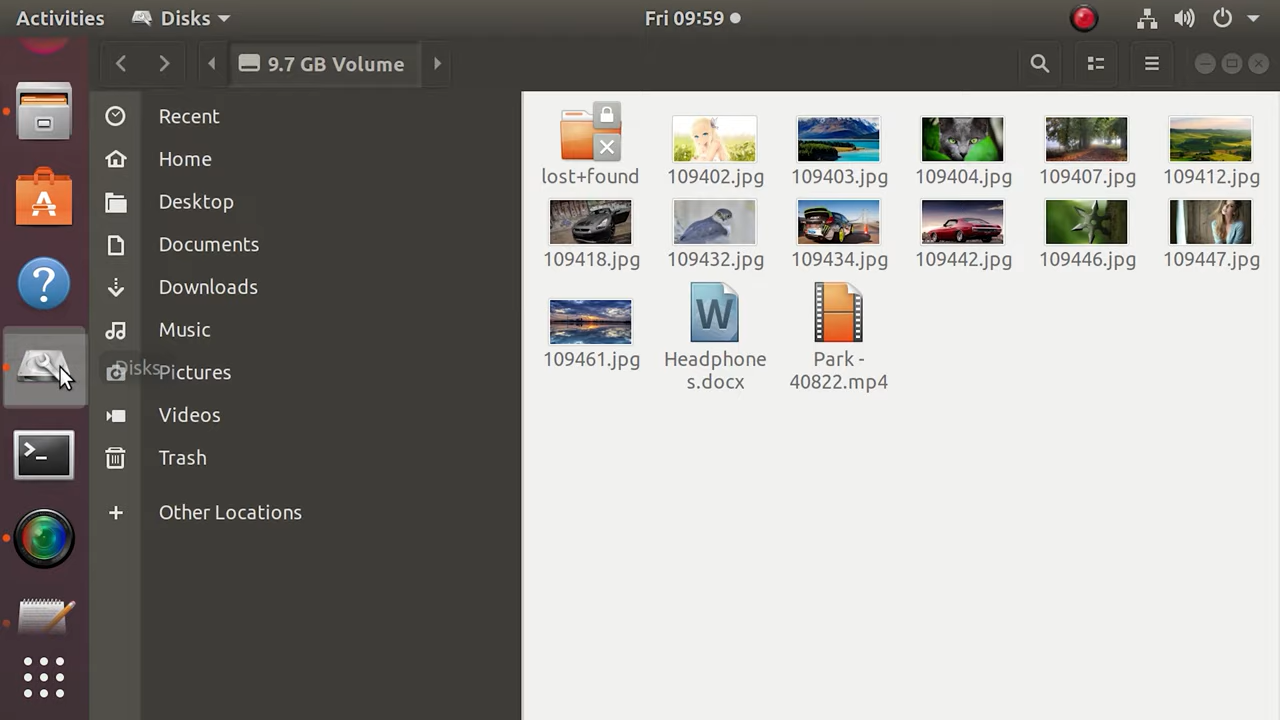 Activities Disks Fri 09:59
9.7 GB Volume
Recent
Home
Desktop
Documents
Downloads
Music
Disks
Pictures
Videos
Trash
Other Locations
lost+found 109402.jpg 109403.jpg 109404.jpg 109407.jpg 109412.jpg
109418.jpg 109432.jpg 109434.jpg 109442.jpg 109446.jpg 109447.jpg
109461.jpg Headphone Park -
s.docx 40822.mp4
A
?
>_
W